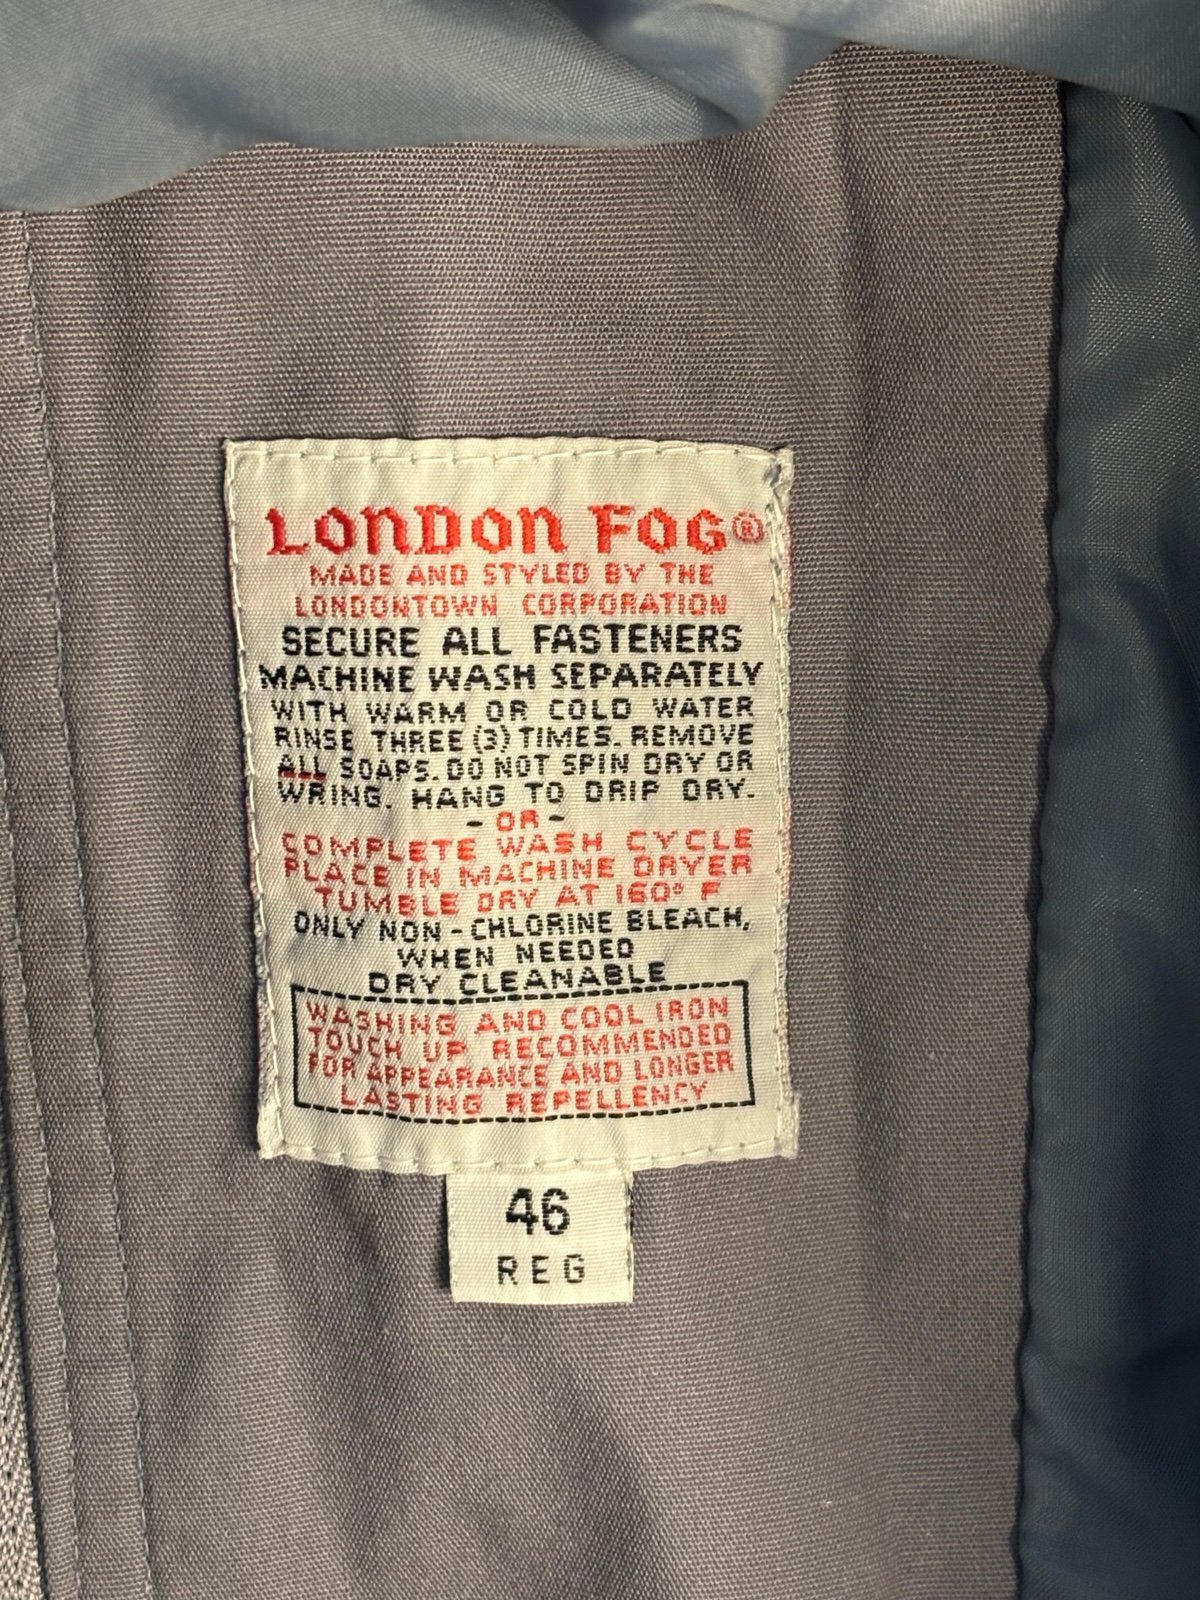 LONDON FOG®
MADE AND STYLED BY THE
LONDONTOWN CORPORATION
SECURE ALL FASTENERS
MACHINE WASH SEPARATELY
WITH WARM OR COLD WATER
RINSE THREE (3) TIMES. REMOVE
ALL SOAPS. DO NOT SPIN DRY OR
WRING. HANG TO DRIP DRY.
- OR -
COMPLETE WASH CYCLE
PLACE IN MACHINE DRYER
TUMBLE DRY AT 160° F
ONLY NON-CHLORINE BLEACH,
WHEN NEEDED
DRY CLEANABLE
WASHING AND COOL IRON
TOUCH UP RECOMMENDED
FOR APPEARANCE AND LONGER
LASTING REPELLENCY
46
REG